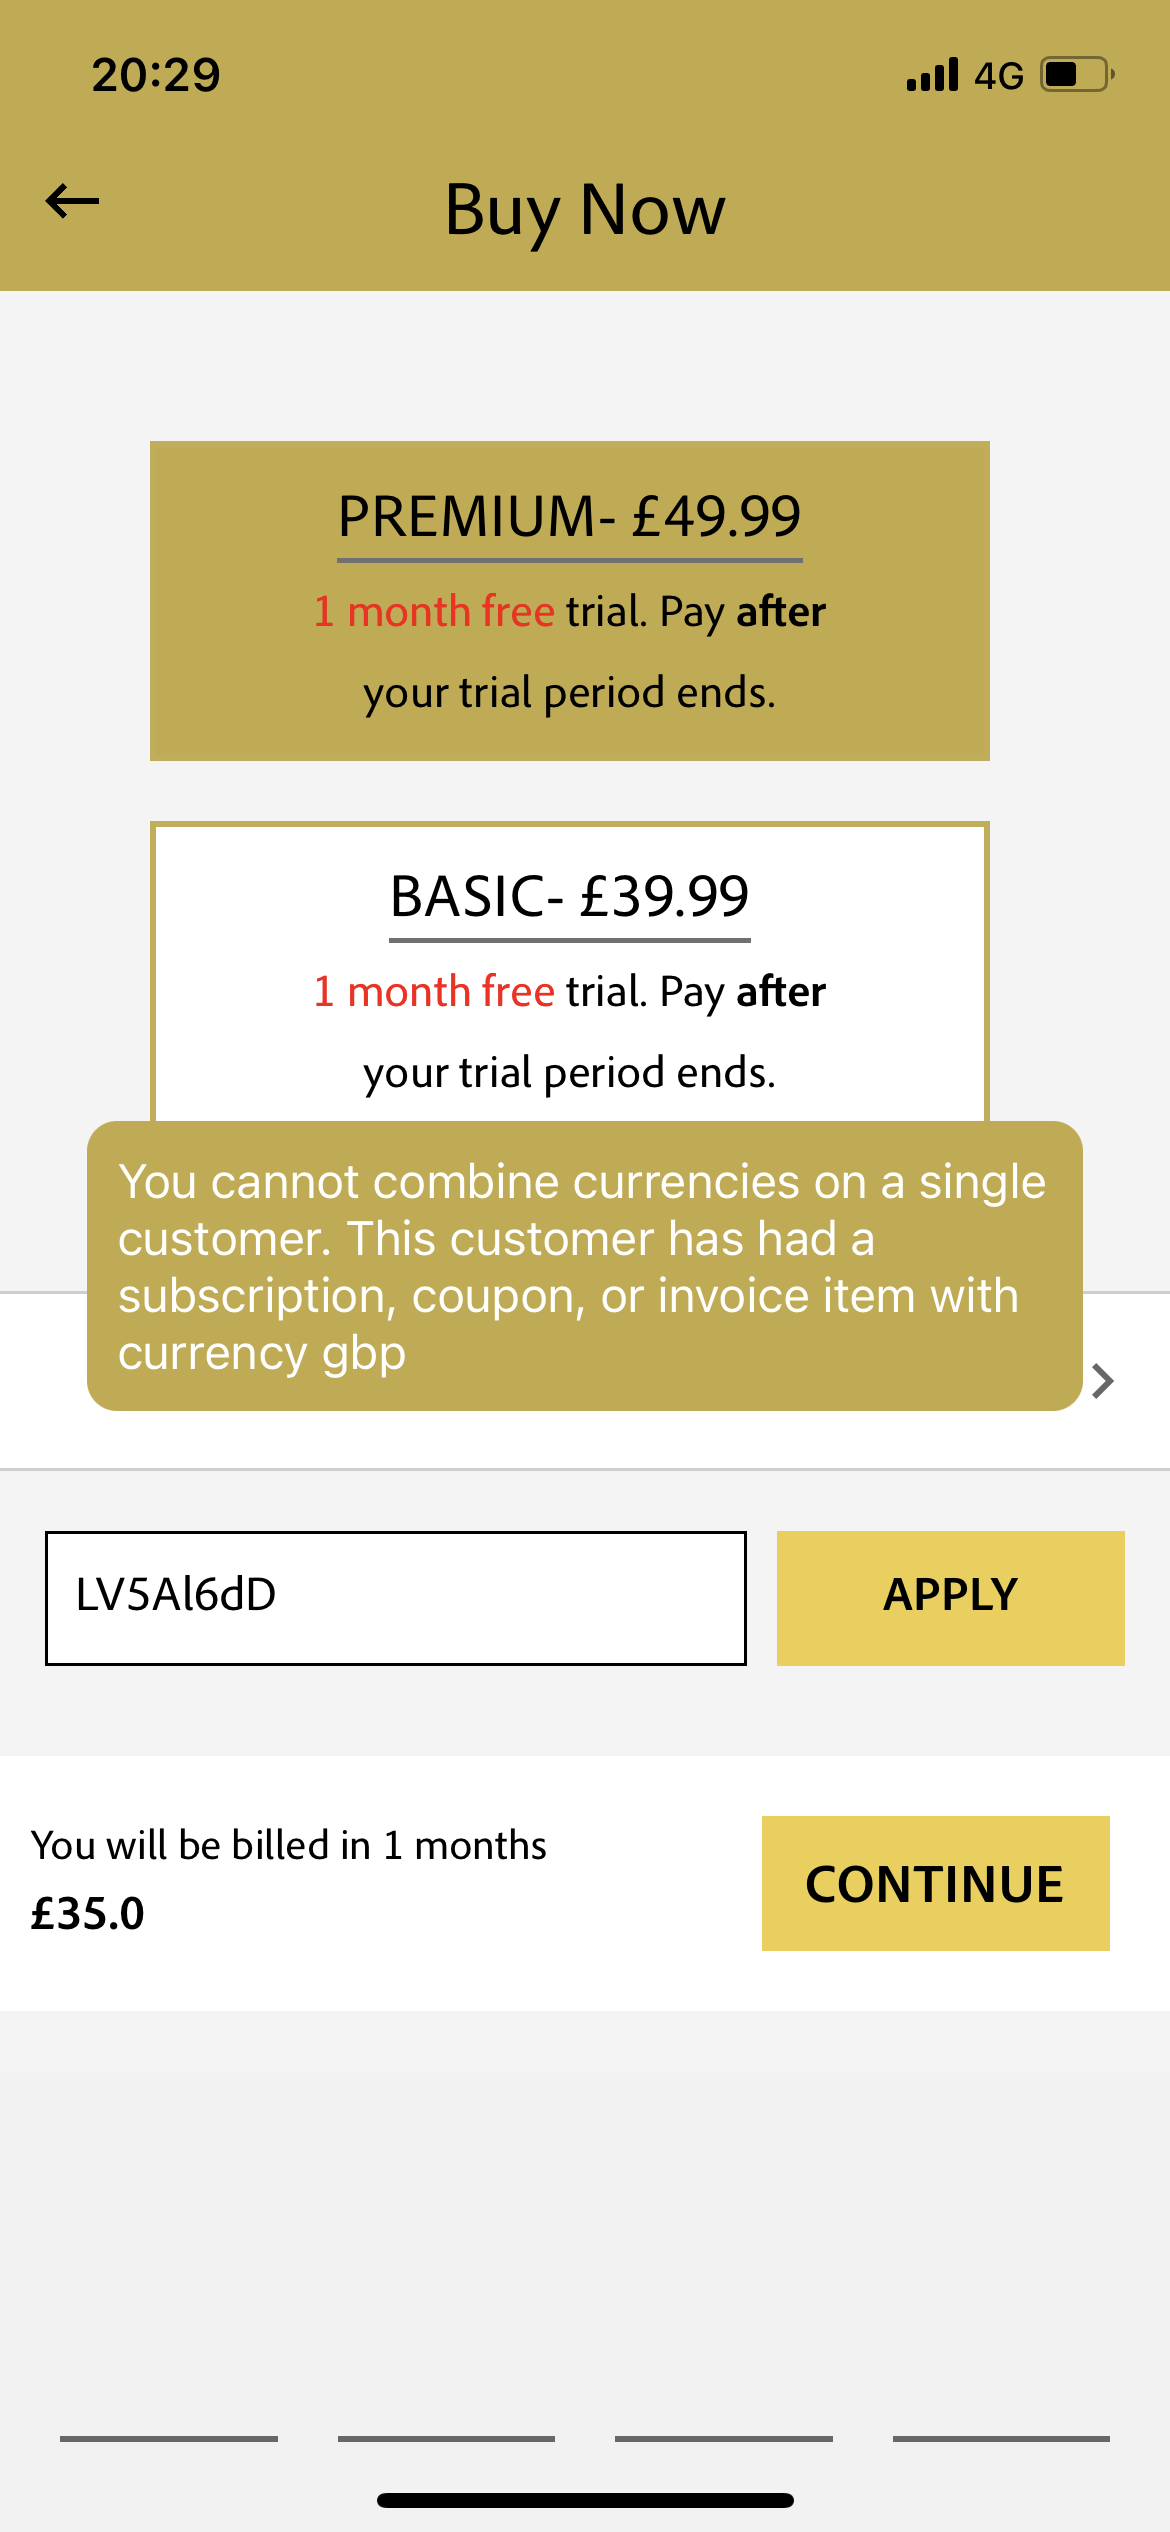 20:29
4G
Buy Now
PREMIUM- £49.99
1 month free trial. Pay after
your trial period ends.
BASIC- £39.99
1 month free trial. Pay after
your trial period ends.
You cannot combine currencies on a single
customer. This customer has had a
subscription, coupon, or invoice item with
currency gbp
LV5Al6dD
APPLY
You will be billed in 1 months
£35.0
CONTINUE